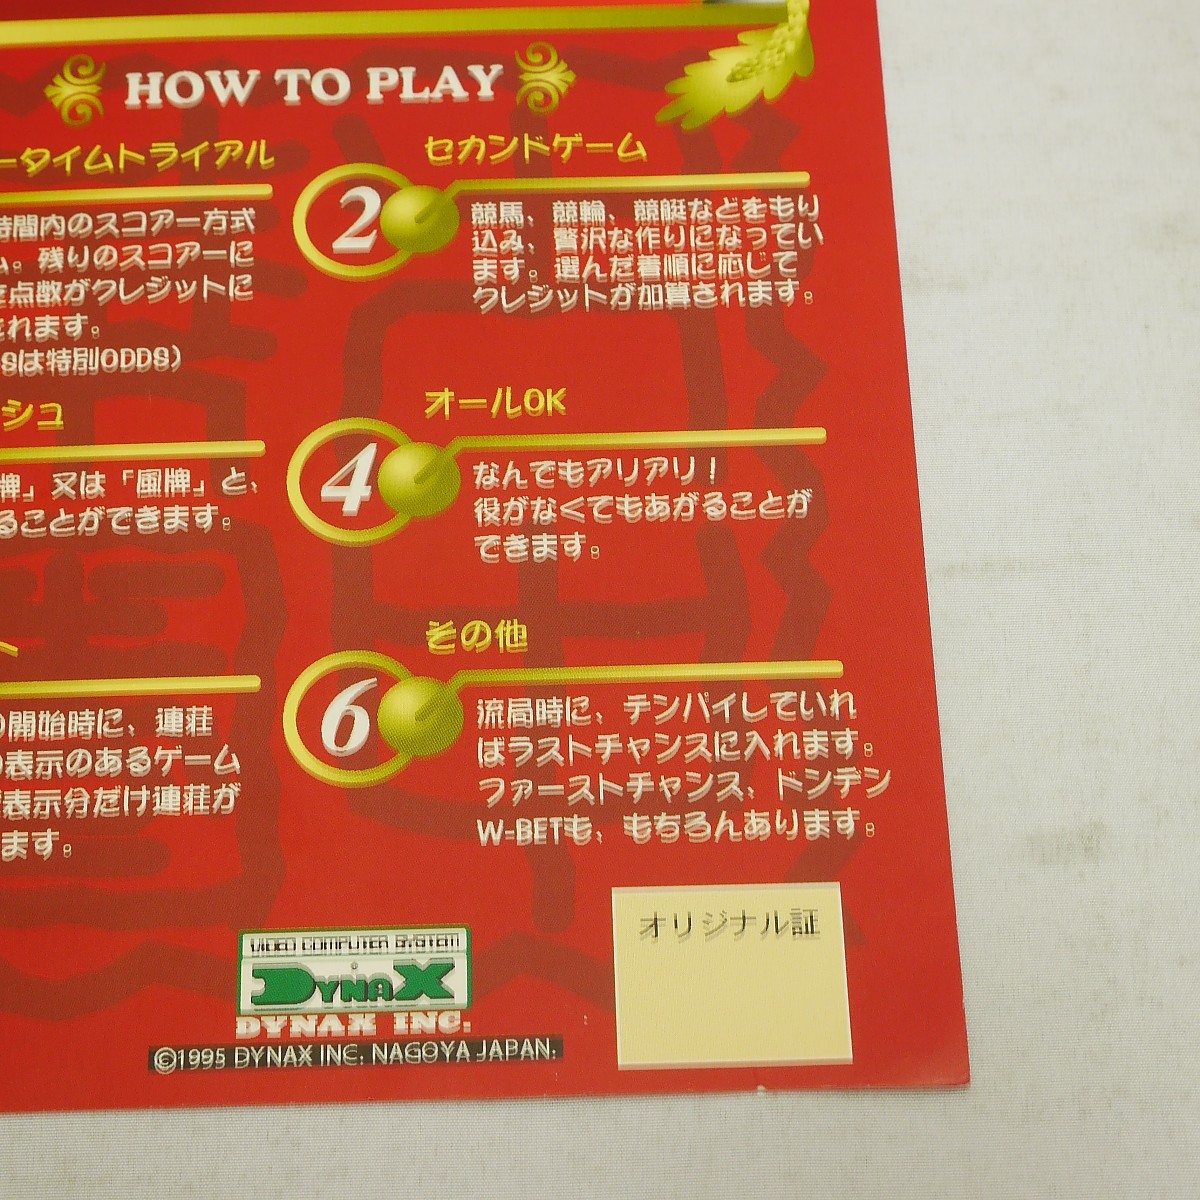 HOW TO PLAY
ータイムトライアル
時間内のスコアー方式
ム。残りのスコアーに
点数がクレジットに
されます。
Sは特別ODDS)
2
セカンドゲーム
競馬、競輪、競艇などをもり
込み、贅沢な作りになってい
ます。選んだ着順に応じて
クレジットが加算されます。
シュ
牌」又は「風牌」と、
ることができます。
4
オールOK
なんでもアリアリ!
役がなくてもあがることが
できます。
の開始時に、連荘
の表示のあるゲーム
表示分だけ連荘が
ます。
6
その他
流局時に、テンパイしていれ
ばラストチャンスに入れます。
ファーストチャンス、ドンデン
W-BETも、もちろんあります。
VIDEO COMPUTER SYSTEM
DYNAX
DYNAX INC.
©1995 DYNAX INC. NAGOYA JAPAN.
オリジナル証